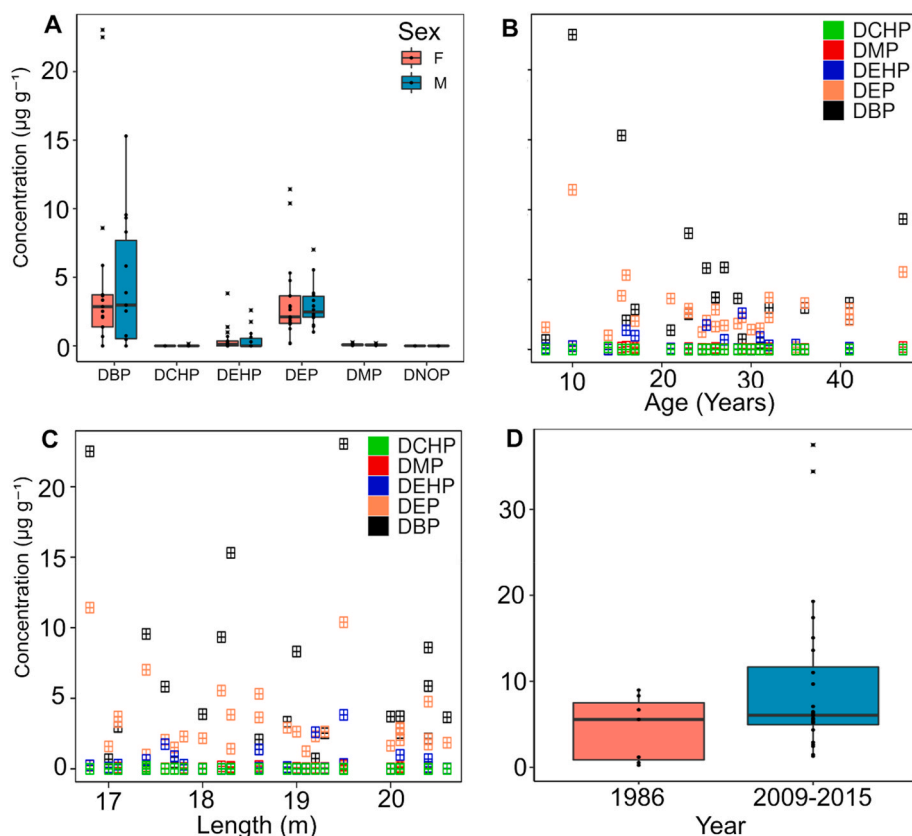 A
Sex
F
M
Concentration (µg g⁻¹)
20
15
10
5
0
DBP DCHP DEHP DEP DMP DNOP
B
DCHP
DMP
DEHP
DEP
DBP
10 20 30 40
Age (Years)
C
DCHP
DMP
DEHP
DEP
DBP
Concentration (µg g⁻¹)
20
15
10
5
0
17 18 19 20
Length (m)
D
30
20
10
0
1986 2009-2015
Year